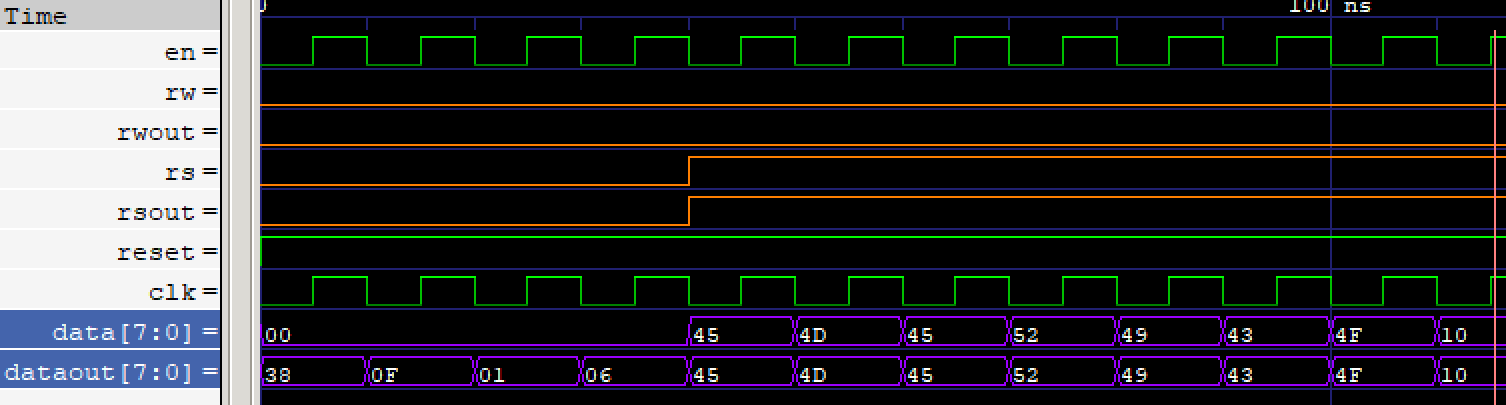 Time 100 ns
en =
rw =
rwout =
rs =
rsout =
reset =
clk =
data[7:0] = 00 45 4D 45 52 49 43 4F 10
dataout[7:0] = 38 0F 01 06 45 4D 45 52 49 43 4F 10